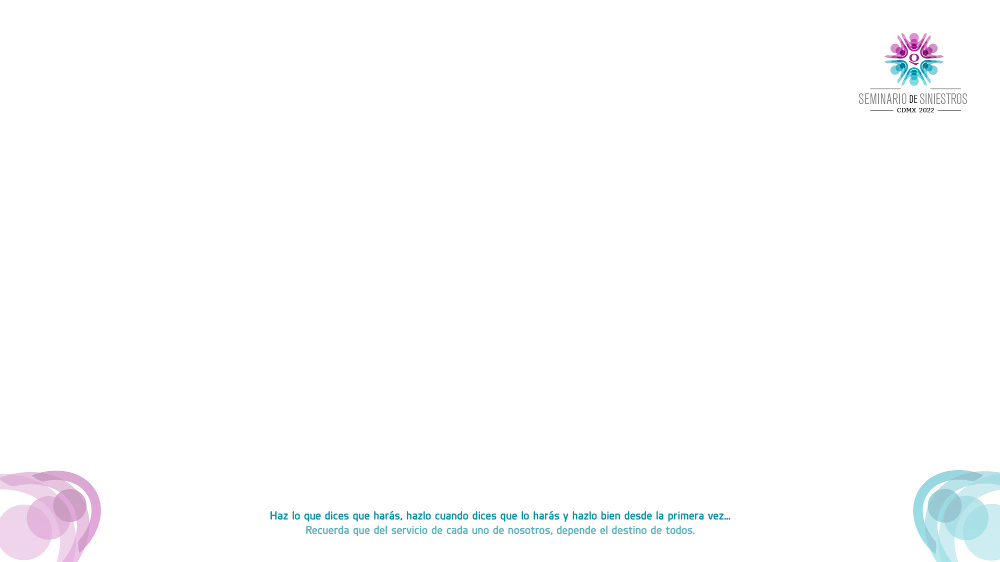 Q
SEMINARIO DE SINIESTROS
CDMX 2022
Haz lo que dices que harás, hazlo cuando dices que lo harás y hazlo bien desde la primera vez...
Recuerda que del servicio de cada uno de nosotros, depende el destino de todos.